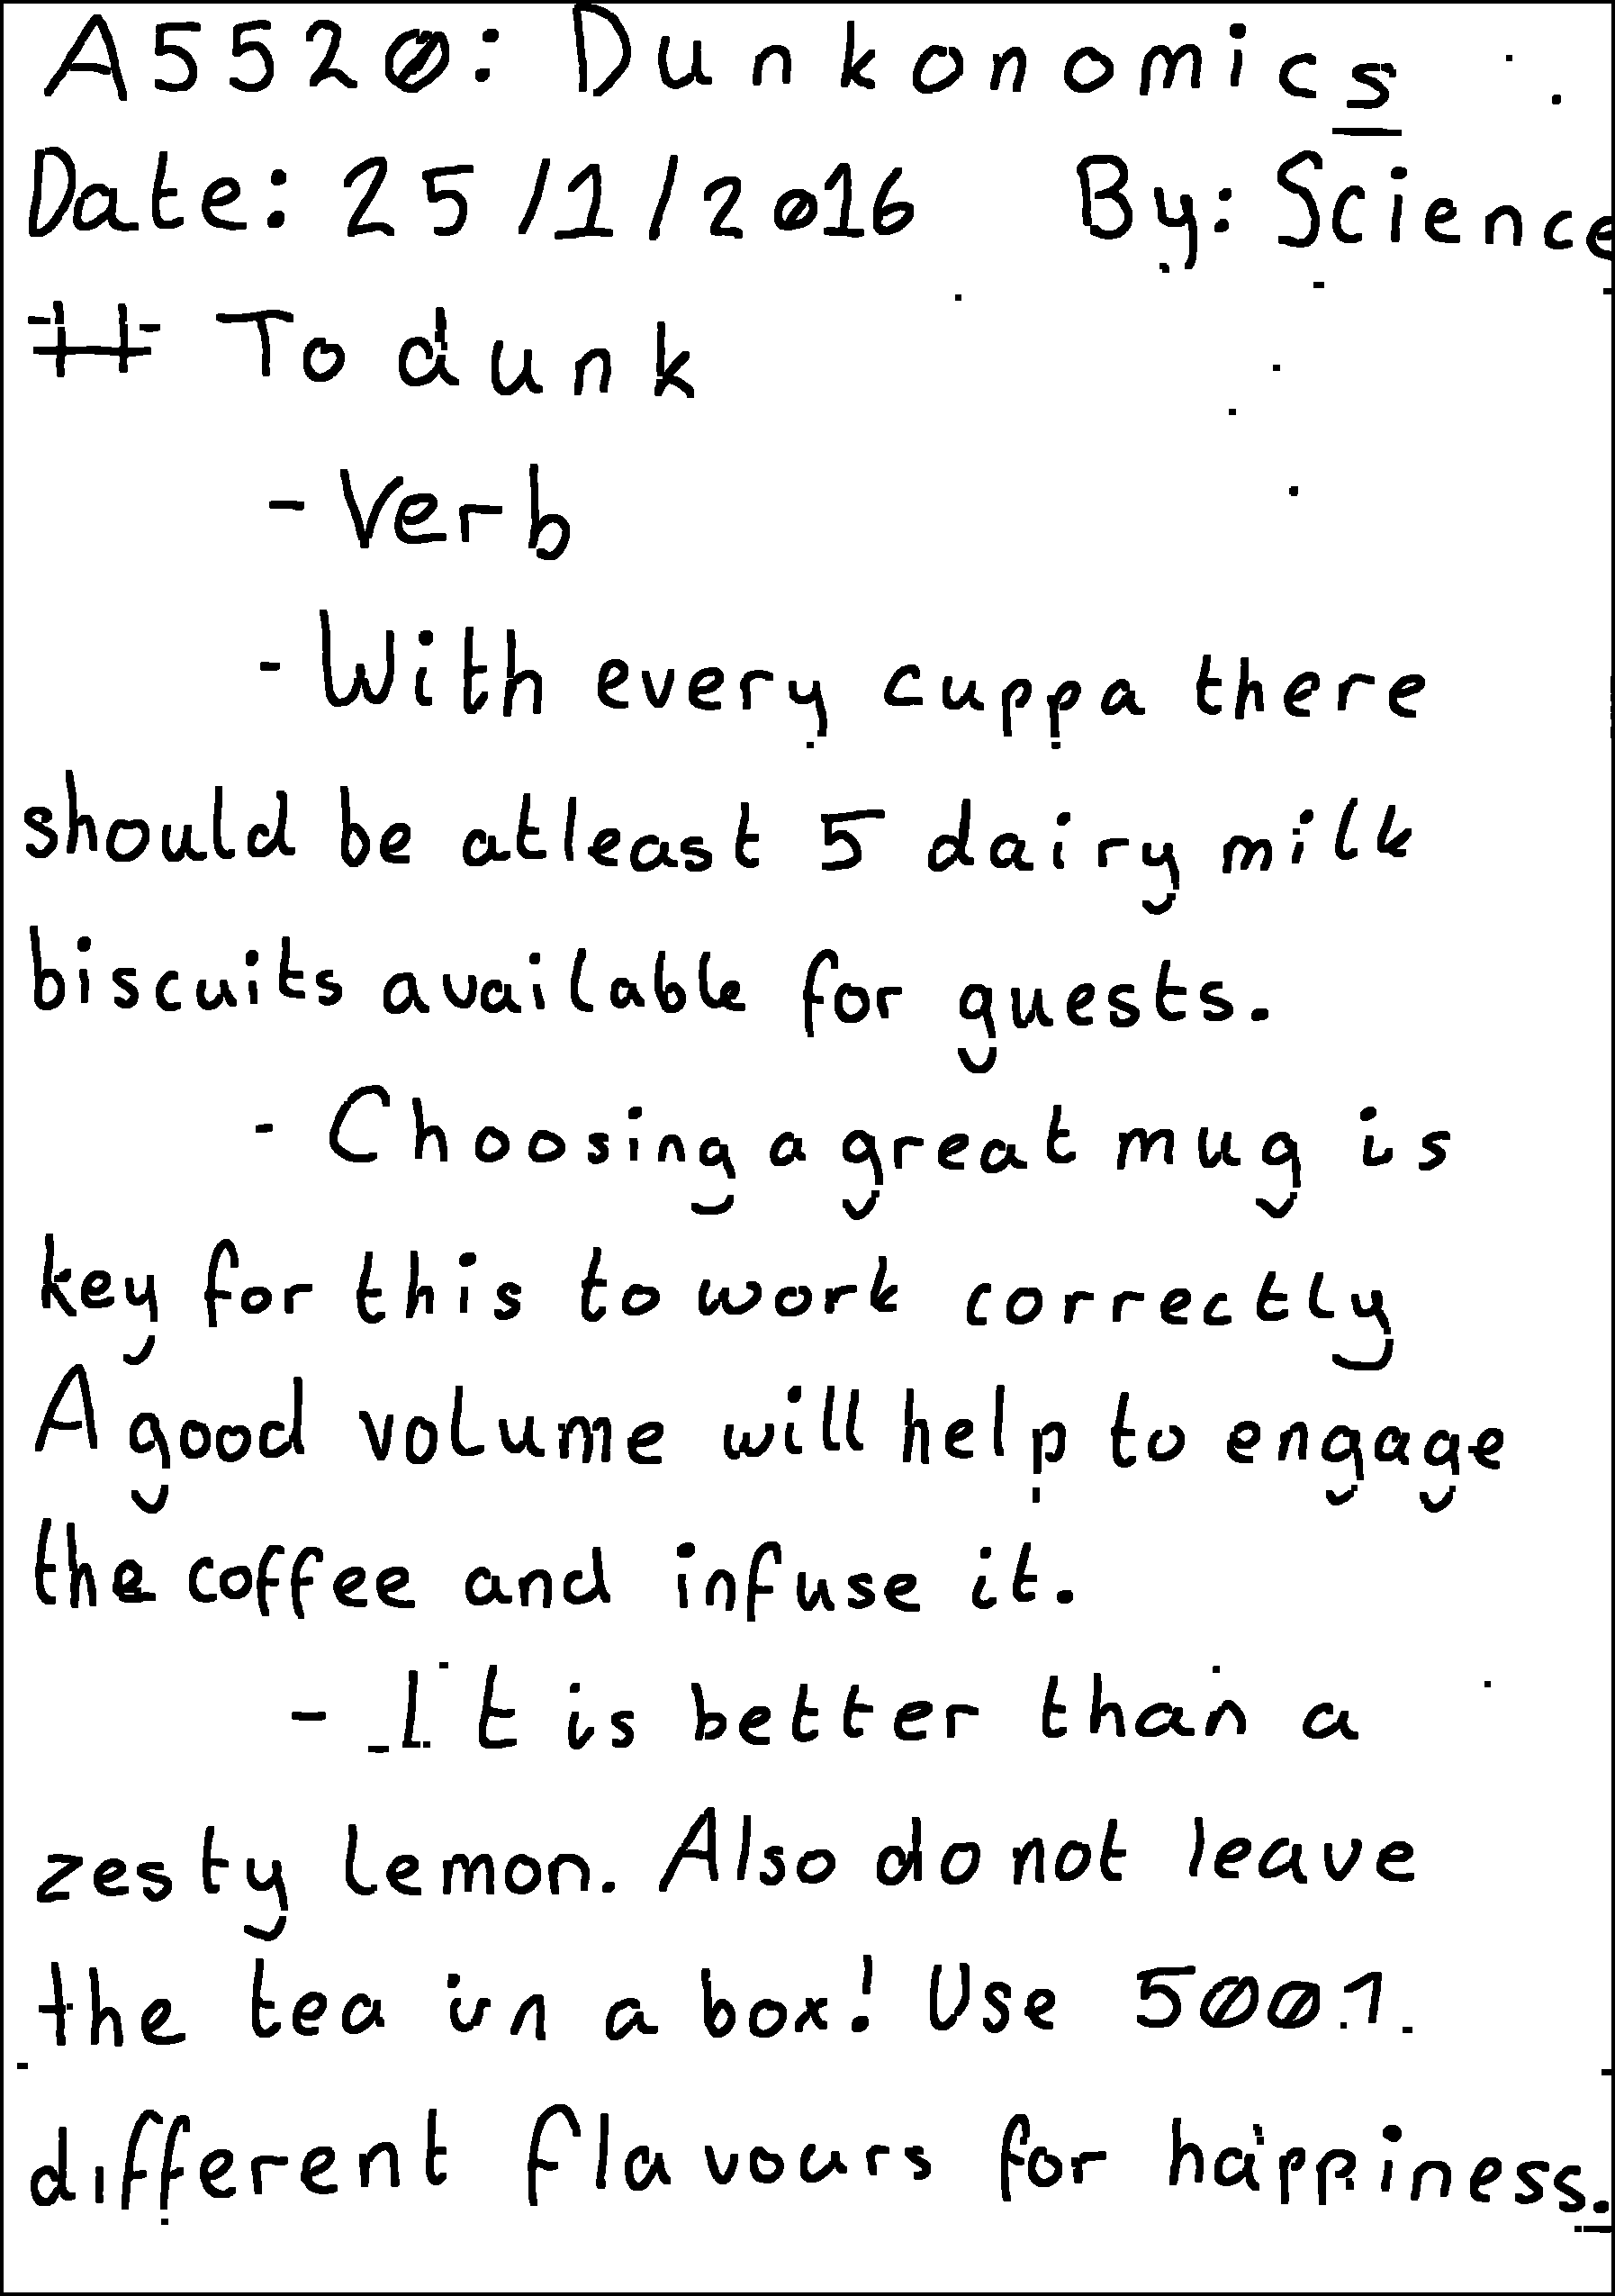 A5520: Dunkonomics
Date: 25/1/2016 By: Science
# To dunk
- Verb
- With every cuppa there
should be atleast 5 dairy milk
biscuits available for guests.
- Choosing a great mug is
key for this to work correctly
A good volume will help to engage
the coffee and infuse it.
- It is better than a
zesty lemon. Also do not leave
the tea in a box! Use 5001
different flavours for happiness.